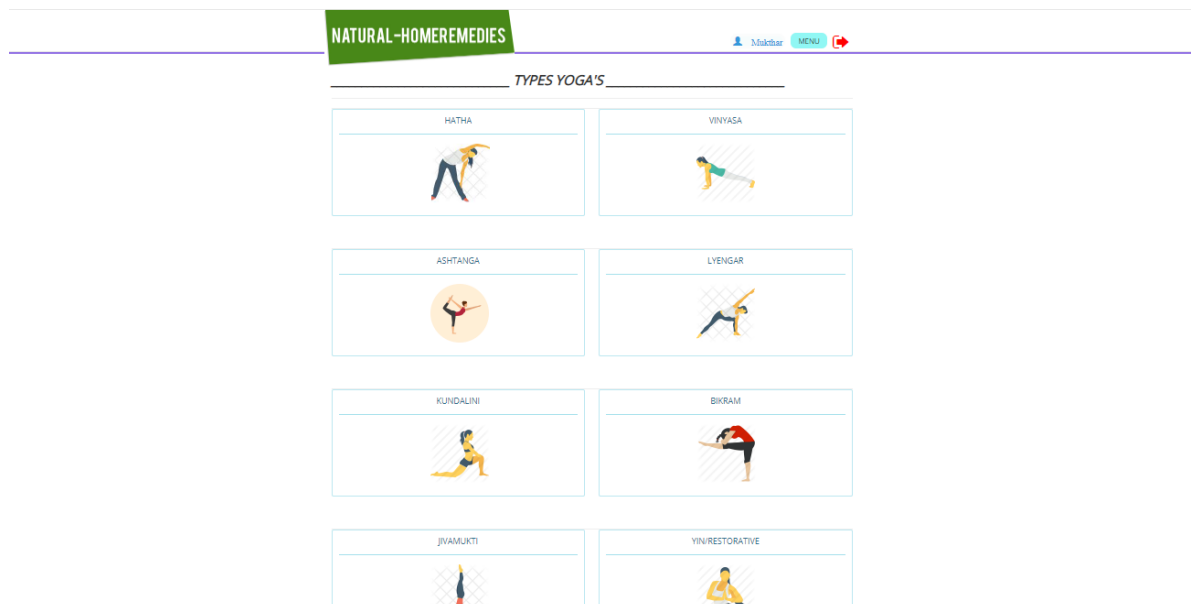 NATURAL-HOMEREMEDIES
Mukthar MENU
TYPES YOGA'S
HATHA
VINYASA
ASHTANGA
LYENGAR
KUNDALINI
BIKRAM
JIVAMUKTI
YIN/RESTORATIVE